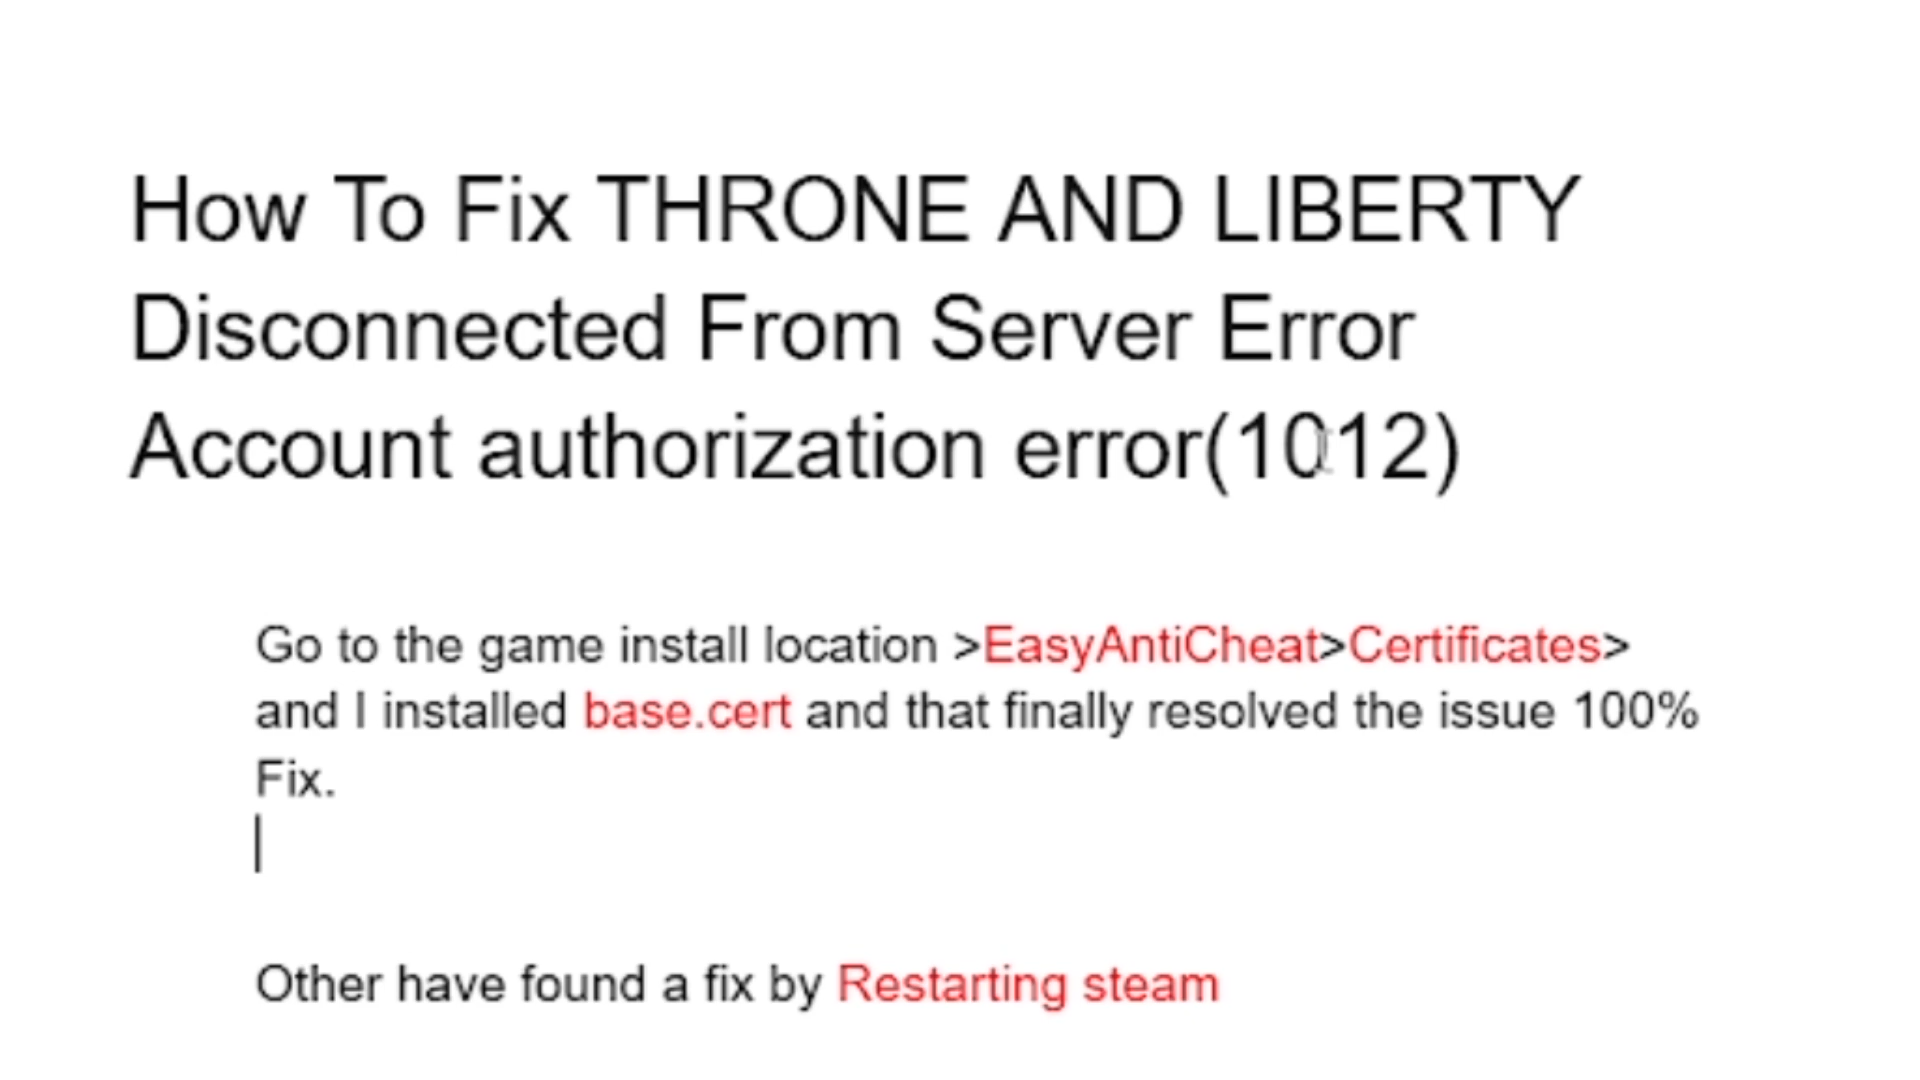 How To Fix THRONE AND LIBERTY
Disconnected From Server Error
Account authorization error(1012)
Go to the game install location >EasyAntiCheat>Certificates>
and I installed base.cert and that finally resolved the issue 100%
Fix.
Other have found a fix by Restarting steam